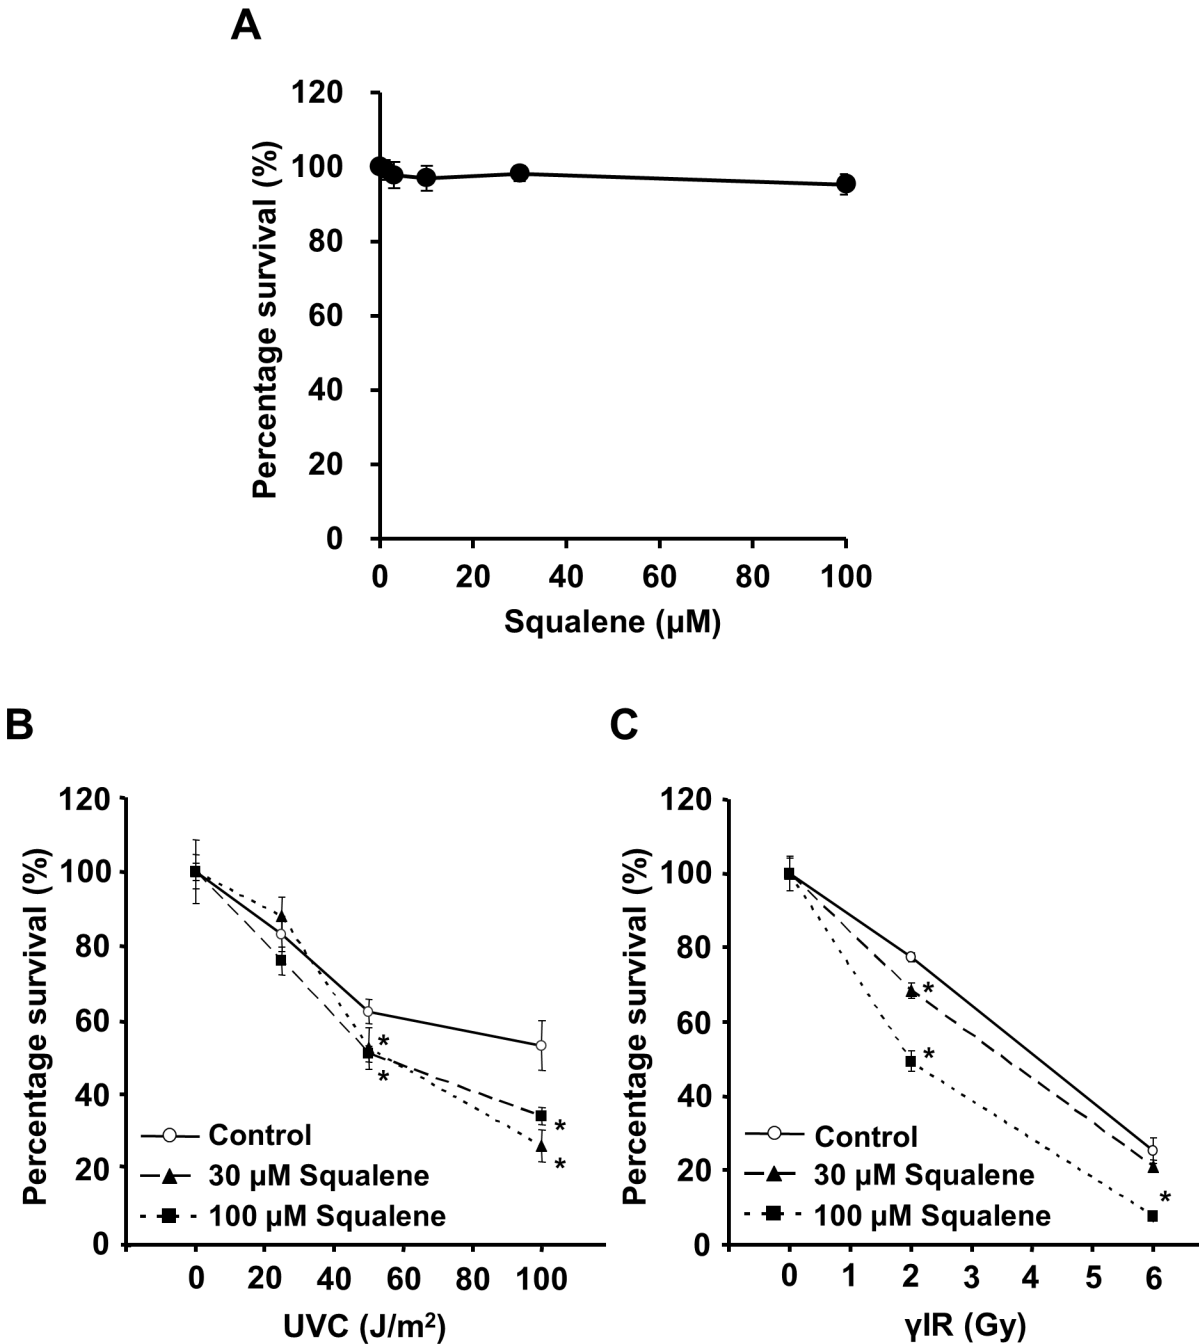 A
120
100
80
60
40
20
0
0 20 40 60 80 100
Percentage survival (%)
Squalene (μM)
B
120
100
80
60
40
20
0
0 20 40 60 80 100
Percentage survival (%)
UVC (J/m²)
*
*
*
*
Control
30 μM Squalene
100 μM Squalene
C
120
100
80
60
40
20
0
0 1 2 3 4 5 6
Percentage survival (%)
γIR (Gy)
*
*
*
Control
30 μM Squalene
100 μM Squalene